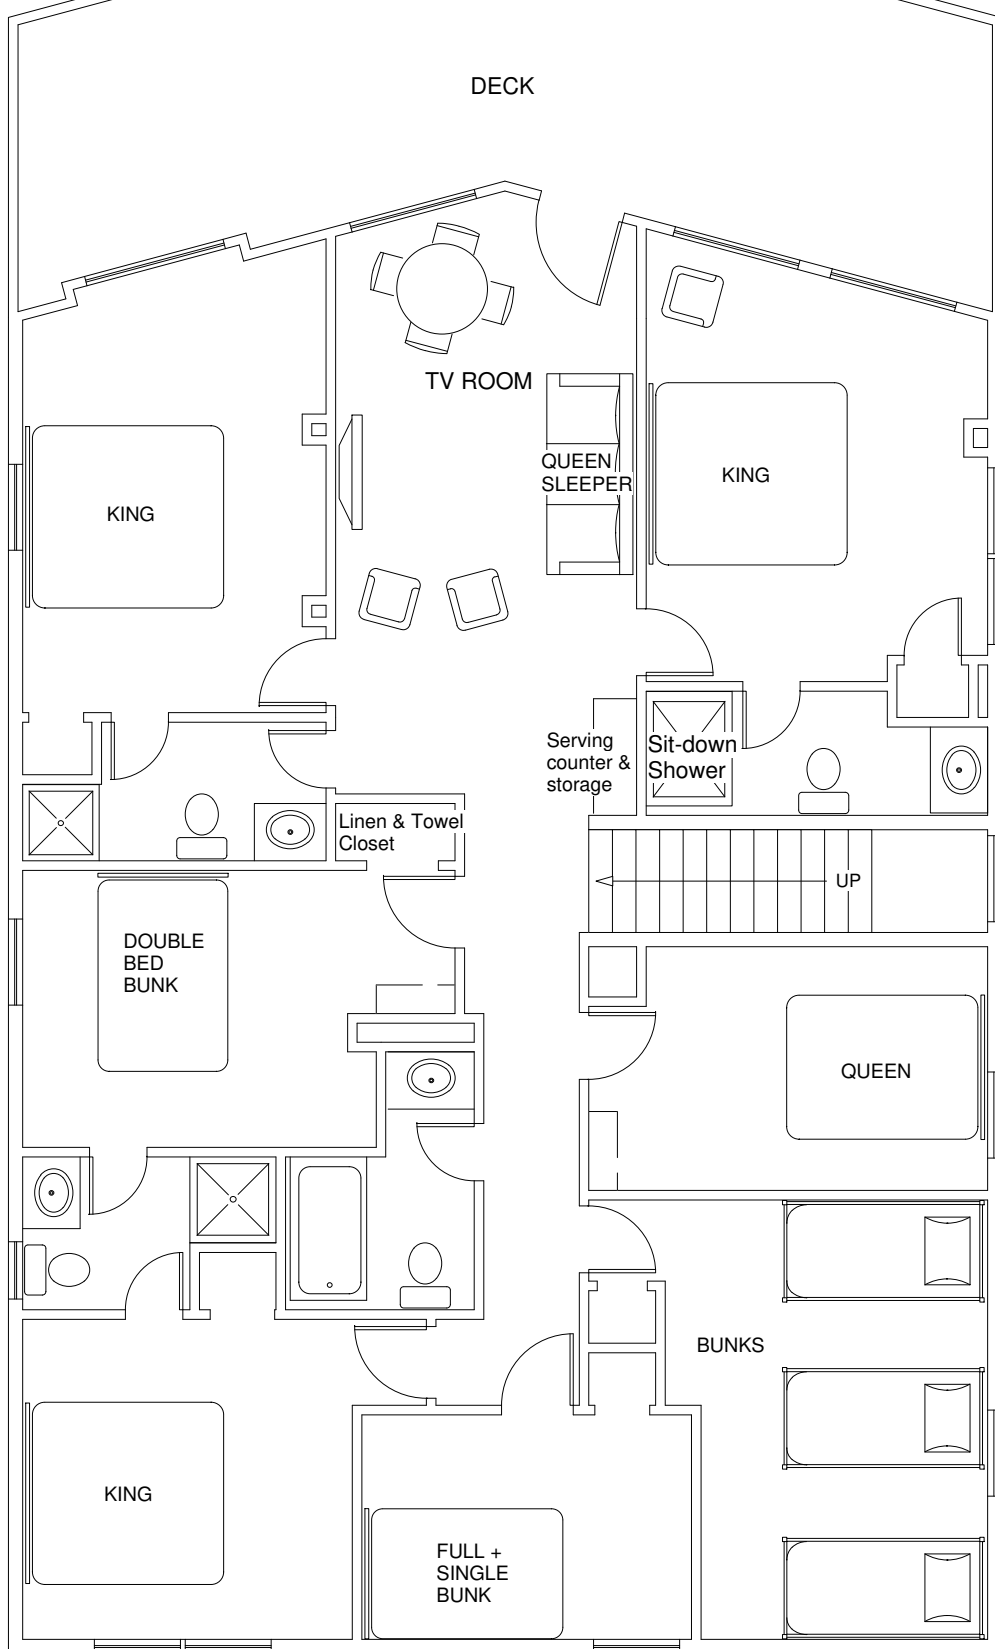 DECK
TV ROOM
QUEEN
SLEEPER
KING
KING
Serving
counter &
storage
Sit-down
Shower
Linen & Towel
Closet
UP
DOUBLE
BED
BUNK
QUEEN
BUNKS
KING
FULL +
SINGLE
BUNK